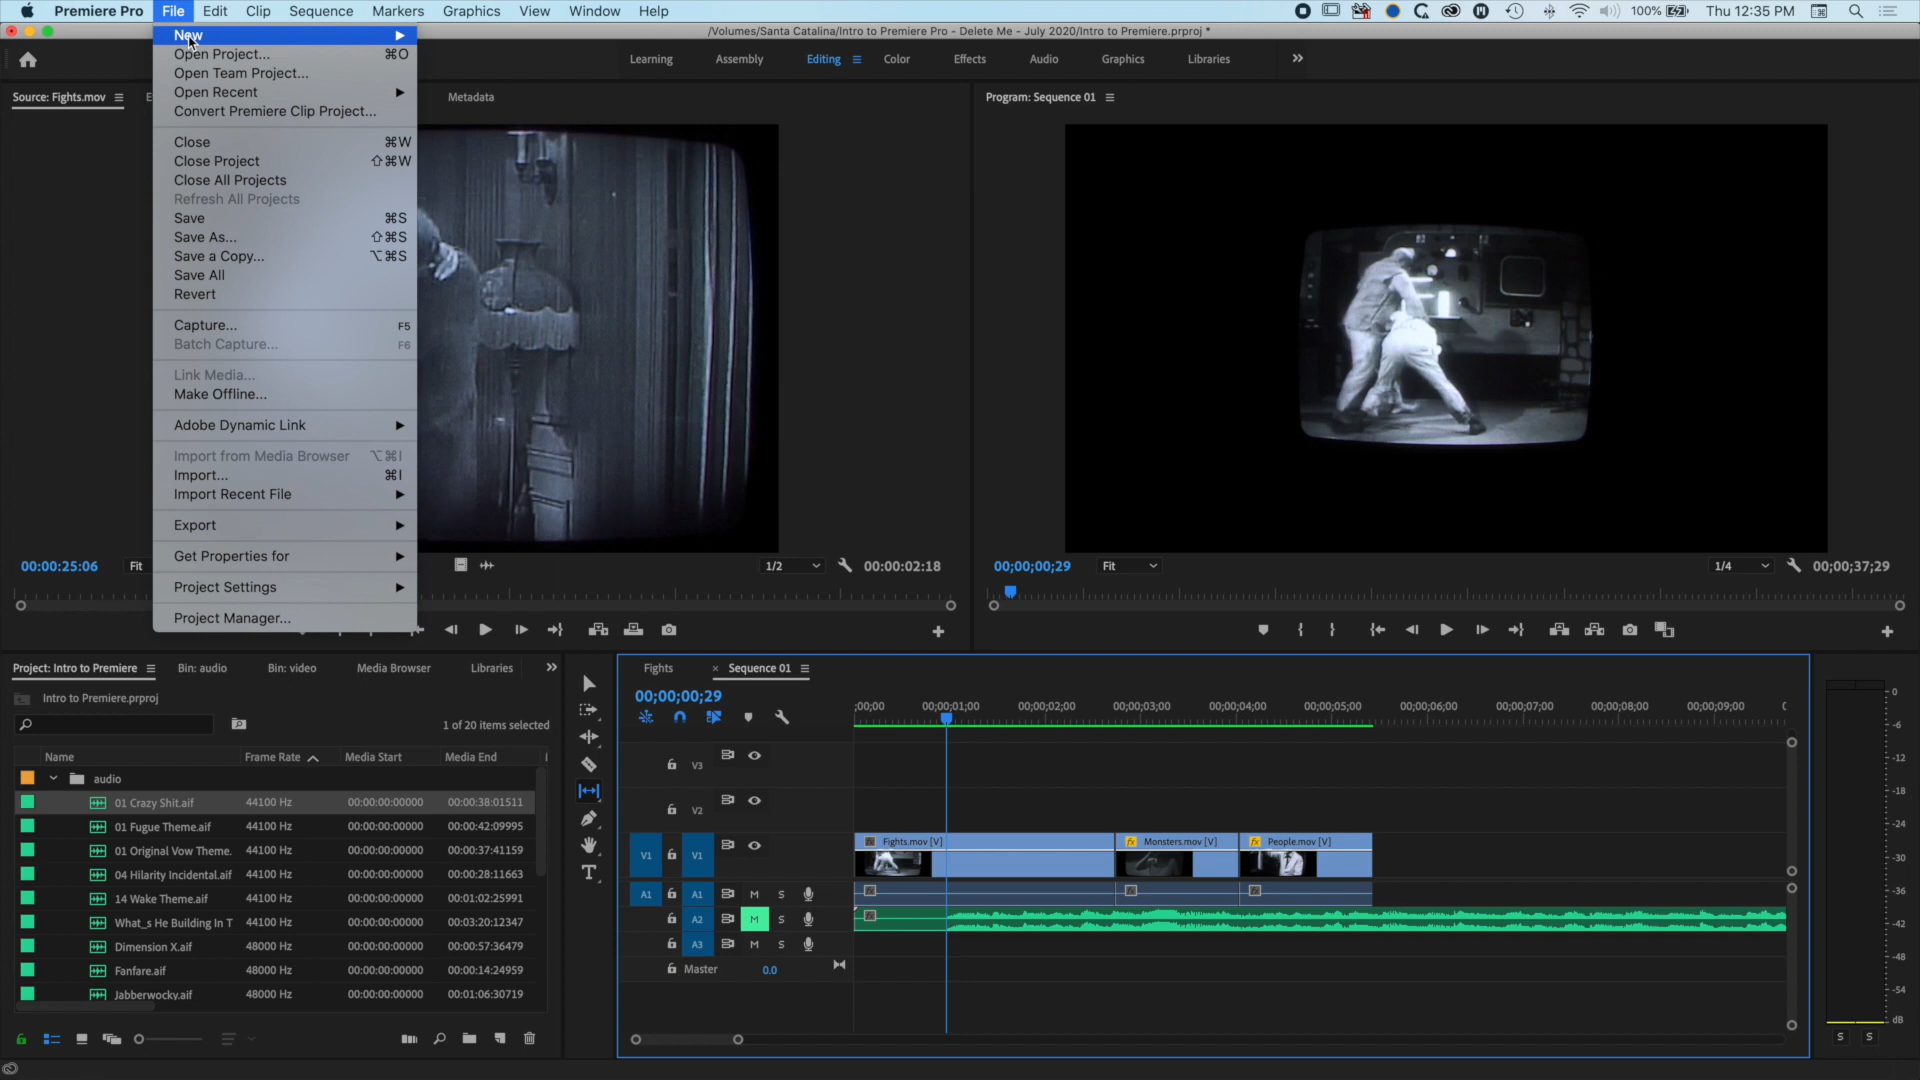 Premiere Pro File Edit Clip Sequence Markers Graphics View Window Help 100% Thu 12:35 PM
/Volumes/Santa Catalina/Intro to Premiere Pro - Delete Me - July 2020/Intro to Premiere.prproj *
New
Open Project... ⌘O
Open Team Project...
Open Recent
Convert Premiere Clip Project...
Close ⌘W
Close Project ⇧⌘W
Close All Projects
Refresh All Projects
Save ⌘S
Save As... ⇧⌘S
Save a Copy... ⌥⌘S
Save All
Revert
Capture... F5
Batch Capture... F6
Link Media...
Make Offline...
Adobe Dynamic Link
Import from Media Browser ⌥⌘I
Import... ⌘I
Import Recent File
Export
Get Properties for
Project Settings
Project Manager...
Learning Assembly Editing Color Effects Audio Graphics Libraries
Source: Fights.mov E Metadata
Program: Sequence 01
00:00:25:06 Fit 1/2 00:00:02:18
00;00;00;29 Fit 1/4 00;00;37;29
Project: Intro to Premiere Bin: audio Bin: video Media Browser Libraries
Intro to Premiere.prproj
1 of 20 items selected
Name Frame Rate Media Start Media End
audio
01 Crazy Shit.aif 44100 Hz 00:00:00:00000 00:00:38:01511
01 Fugue Theme.aif 44100 Hz 00:00:00:00000 00:00:42:09995
01 Original Vow Theme. 44100 Hz 00:00:00:00000 00:00:37:41159
04 Hilarity Incidental.aif 44100 Hz 00:00:00:00000 00:00:28:11663
14 Wake Theme.aif 44100 Hz 00:00:00:00000 00:01:02:25991
What_s He Building In T 44100 Hz 00:00:00:00000 00:03:20:12347
Dimension X.aif 48000 Hz 00:00:00:00000 00:00:57:36479
Fanfare.aif 48000 Hz 00:00:00:00000 00:00:14:24959
Jabberwocky.aif 48000 Hz 00:00:00:00000 00:01:06:30719
Fights × Sequence 01
00;00;00;29
;00;00 00;00;01;00 00;00;02;00 00;00;03;00 00;00;04;00 00;00;05;00 00;00;06;00 00;00;07;00 00;00;08;00 00;00;09;00
V3
V2
V1 V1
Fights.mov [V] Monsters.mov [V] People.mov [V]
A1 A1 M S
A2 M S
A3 M S
Master 0.0
0
-6
-12
-18
-24
-30
-36
-42
-48
-54
dB
S S